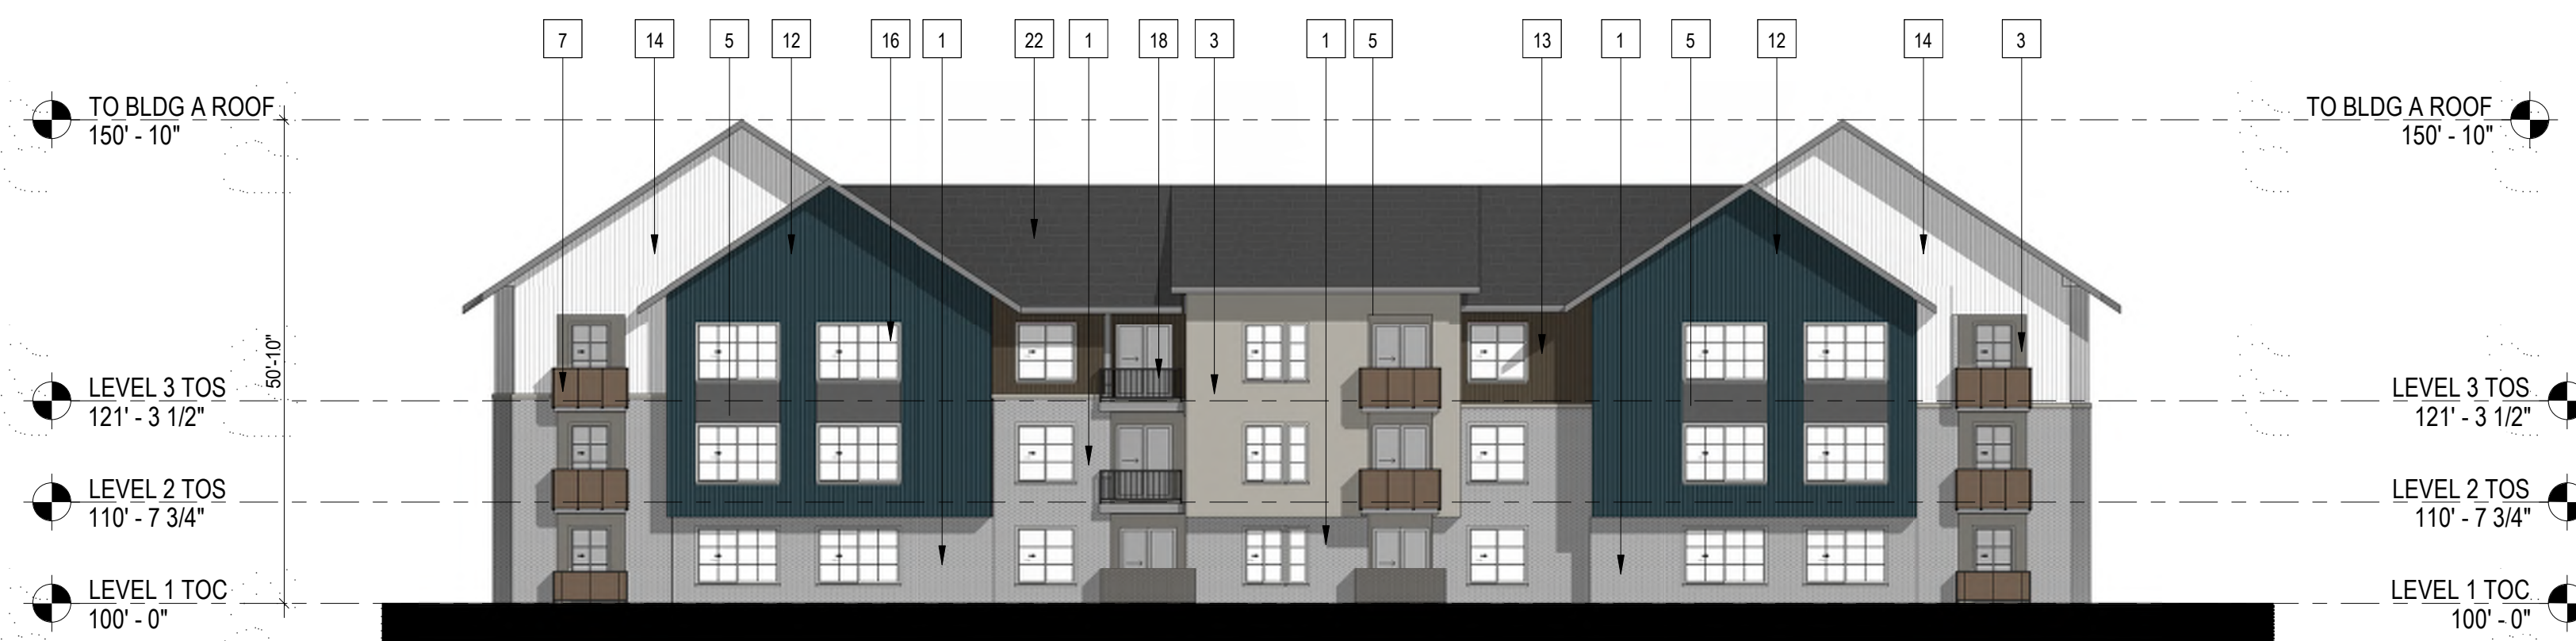 7 14 5 12 16 1 22 1 18 3 1 5 13 1 5 12 14 3
TO BLDG A ROOF
150' - 10"
TO BLDG A ROOF
150' - 10"
50'-10"
LEVEL 3 TOS
121' - 3 1/2"
LEVEL 3 TOS
121' - 3 1/2"
LEVEL 2 TOS
110' - 7 3/4"
LEVEL 2 TOS
110' - 7 3/4"
LEVEL 1 TOC
100' - 0"
LEVEL 1 TOC
100' - 0"